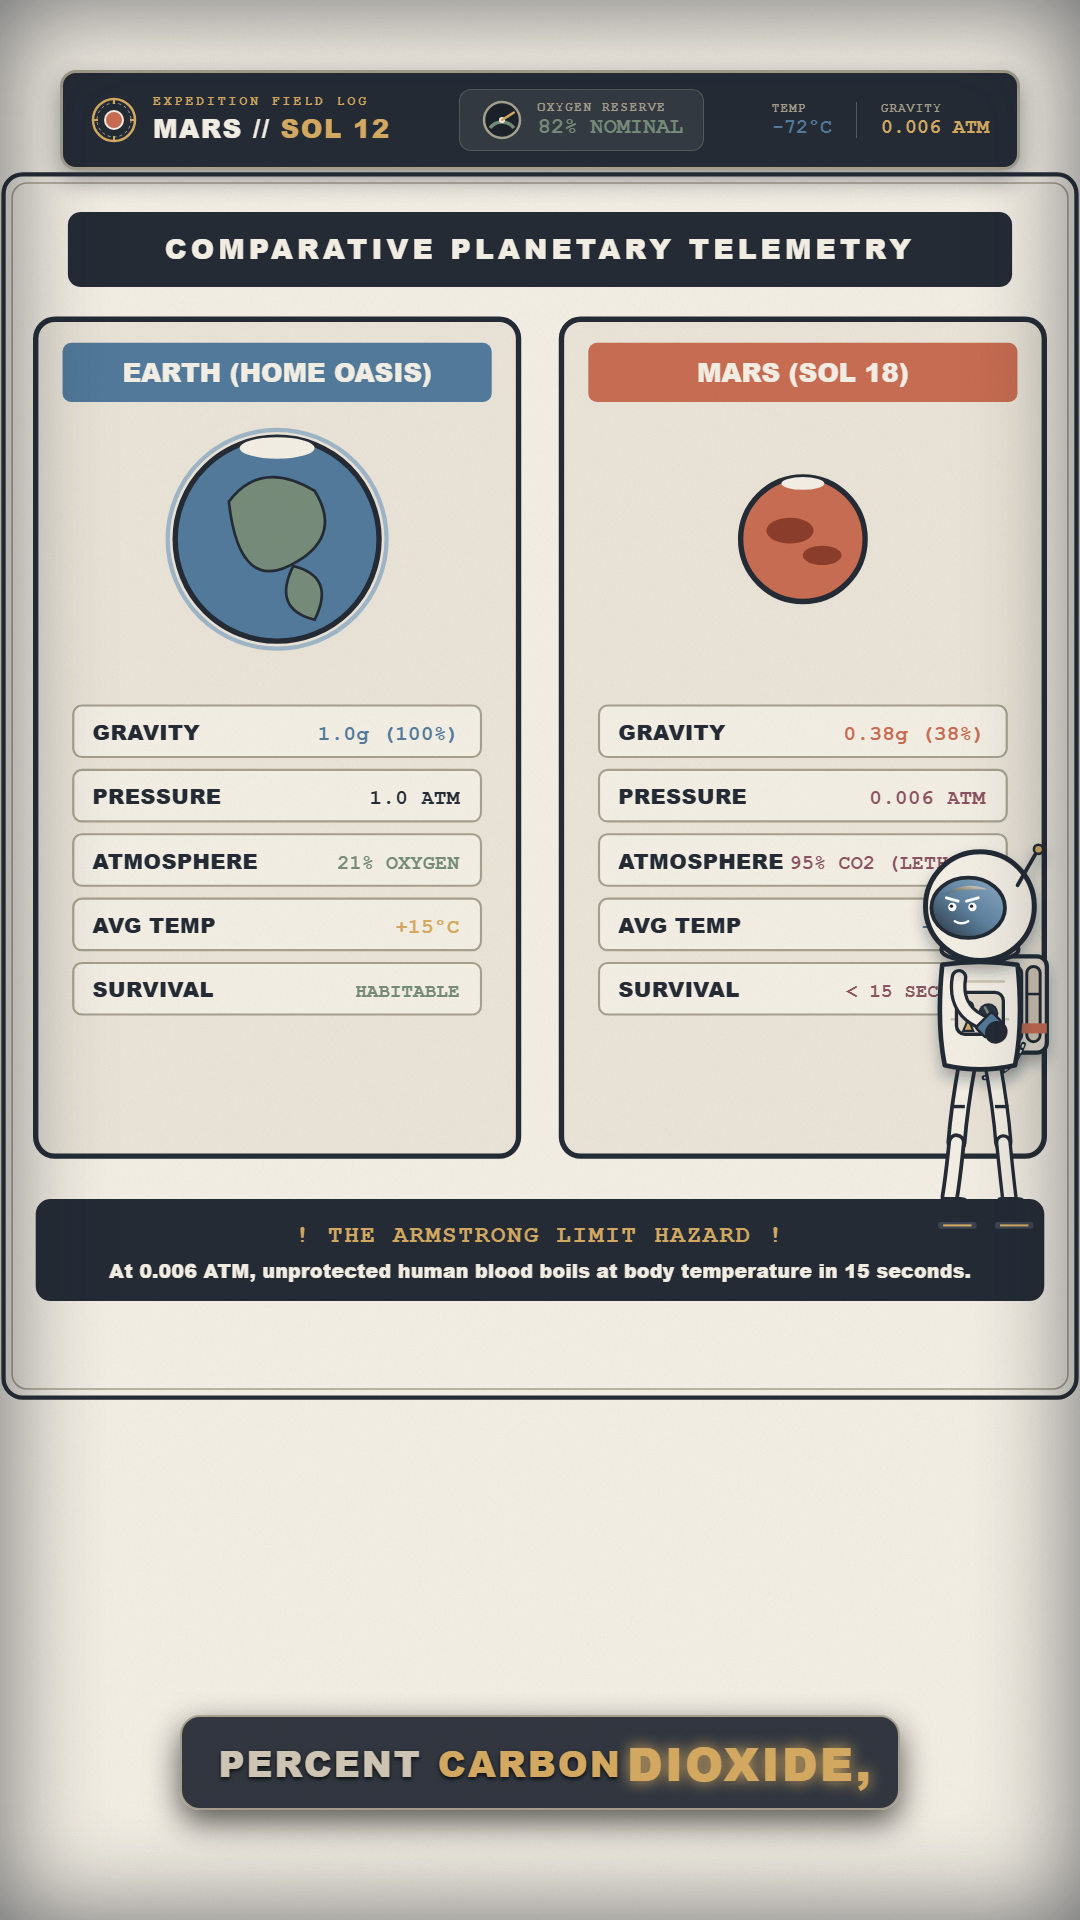 EXPEDITION FIELD LOG
MARS // SOL 12
OXYGEN RESERVE
82% NOMINAL
TEMP
-72°C
GRAVITY
0.006 ATM
COMPARATIVE PLANETARY TELEMETRY
EARTH (HOME OASIS)
GRAVITY 1.0g (100%)
PRESSURE 1.0 ATM
ATMOSPHERE 21% OXYGEN
AVG TEMP +15°C
SURVIVAL HABITABLE
MARS (SOL 18)
GRAVITY 0.38g (38%)
PRESSURE 0.006 ATM
ATMOSPHERE 95% CO2
AVG TEMP
SURVIVAL < 15
! THE ARMSTRONG LIMIT HAZARD !
At 0.006 ATM, unprotected human blood boils at body temperature in 15 seconds.
PERCENT CARBON DIOXIDE,